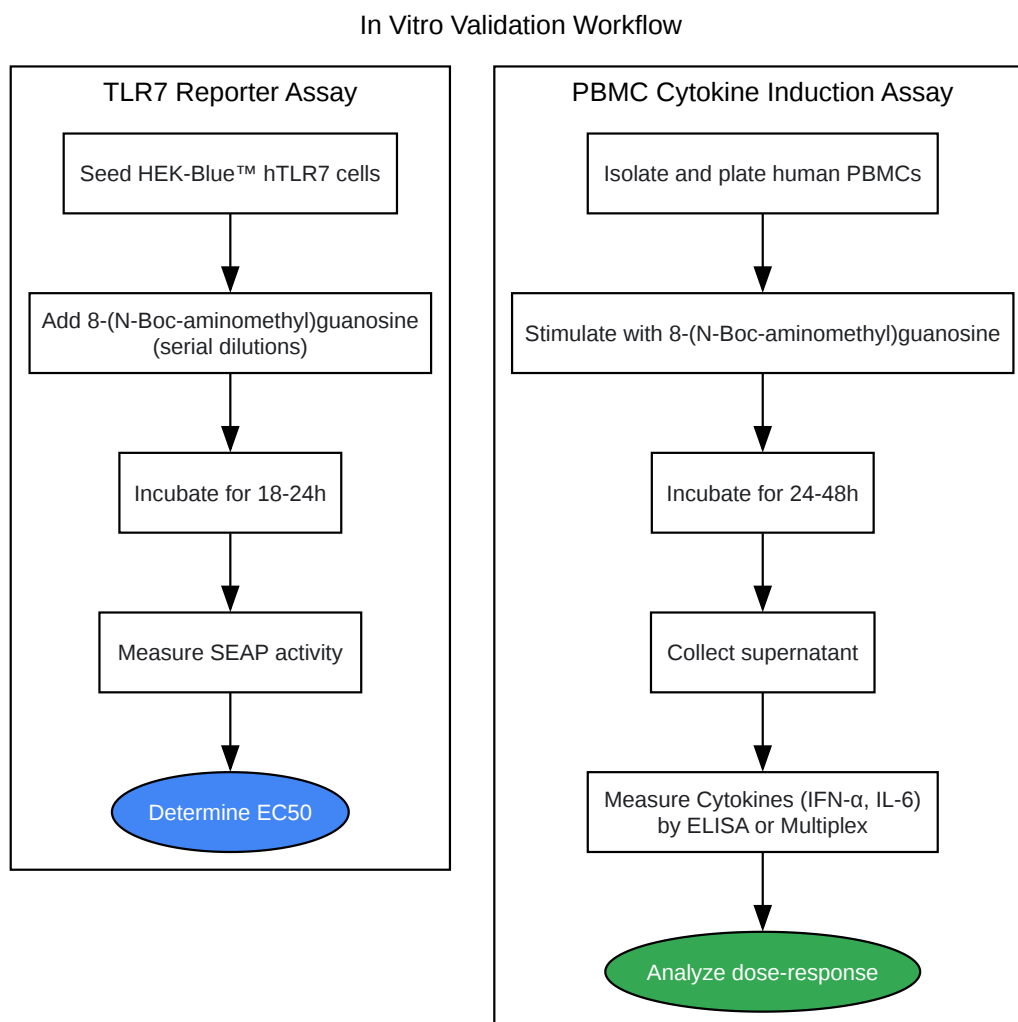 In Vitro Validation Workflow
TLR7 Reporter Assay
Seed HEK-Blue™ hTLR7 cells
Add 8-(N-Boc-aminomethyl)guanosine
(serial dilutions)
Incubate for 18-24h
Measure SEAP activity
Determine EC50
PBMC Cytokine Induction Assay
Isolate and plate human PBMCs
Stimulate with 8-(N-Boc-aminomethyl)guanosine
Incubate for 24-48h
Collect supernatant
Measure Cytokines (IFN-α, IL-6)
by ELISA or Multiplex
Analyze dose-response